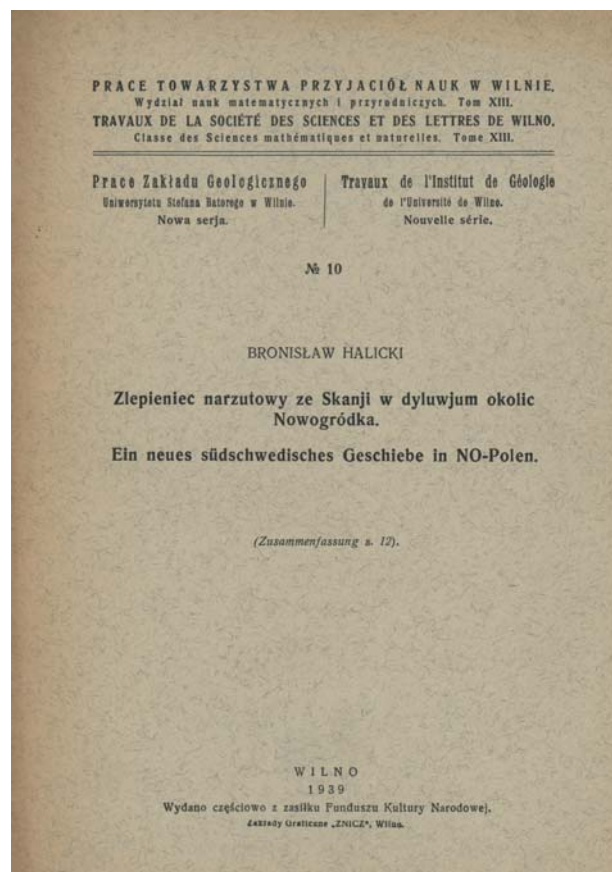 PRACE TOWARZYSTWA PRZYJACIÓŁ NAUK W WILNIE.
Wydział nauk matematycznych i przyrodniczych. Tom XIII.
TRAVAUX DE LA SOCIÉTÉ DES SCIENCES ET DES LETTRES DE WILNO.
Classe des Sciences mathématiques et naturelles. Tome XIII.
Prace Zakładu Geologicznego
Uniwersytetu Stefana Batorego w Wilnie.
Nowa serja.
Travaux de l'Institut de Géologie
de l'Université de Wilno.
Nouvelle série.
№ 10
BRONISŁAW HALICKI
Zlepieniec narzutowy ze Skanji w dyluwjum okolic
Nowogródka.
Ein neues südschwedisches Geschiebe in NO-Polen.
(Zusammenfassung s. 12).
WILNO
1939
Wydano częściowo z zasiłku Funduszu Kultury Narodowej.
Zakłady Graficzne „ZNICZ", Wilno.